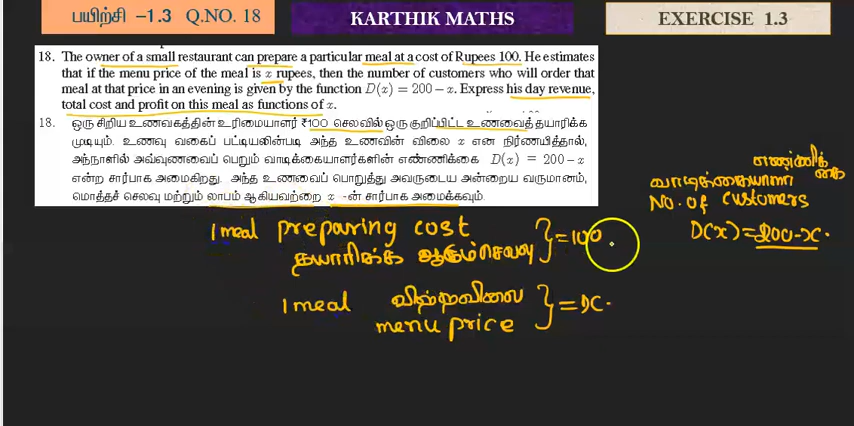 பயிற்சி -1.3 Q.NO. 18
KARTHIK MATHS
EXERCISE 1.3
18. The owner of a small restaurant can prepare a particular meal at a cost of Rupees 100. He estimates
that if the menu price of the meal is x rupees, then the number of customers who will order that
meal at that price in an evening is given by the function D(x) = 200 − x. Express his day revenue,
total cost and profit on this meal as functions of x.
18. ஒரு சிறிய உணவகத்தின் உரிமையாளர் ₹100 செலவில் ஒரு குறிப்பிட்ட உணவைத் தயாரிக்க
முடியும். உணவு வகைப் பட்டியலின்படி அந்த உணவின் விலை x என நிர்ணயித்தால்,
அந்நாளில் அவ்வுணவைப் பெறும் வாடிக்கையாளர்களின் எண்ணிக்கை D(x) = 200 − x
என்ற சார்பாக அமைகிறது. அந்த உணவைப் பொறுத்து அவருடைய அன்றைய வருமானம்,
மொத்தச் செலவு மற்றும் லாபம் ஆகியவற்றை x -ன் சார்பாக அமைக்கவும்.
எண்ணிக்கை
No. of customers
D(x) = 200-x.
1 meal preparing cost
தயாரிக்க ஆகும் செலவு } = 100
1 meal விற்றவிலை
menu price } = x.